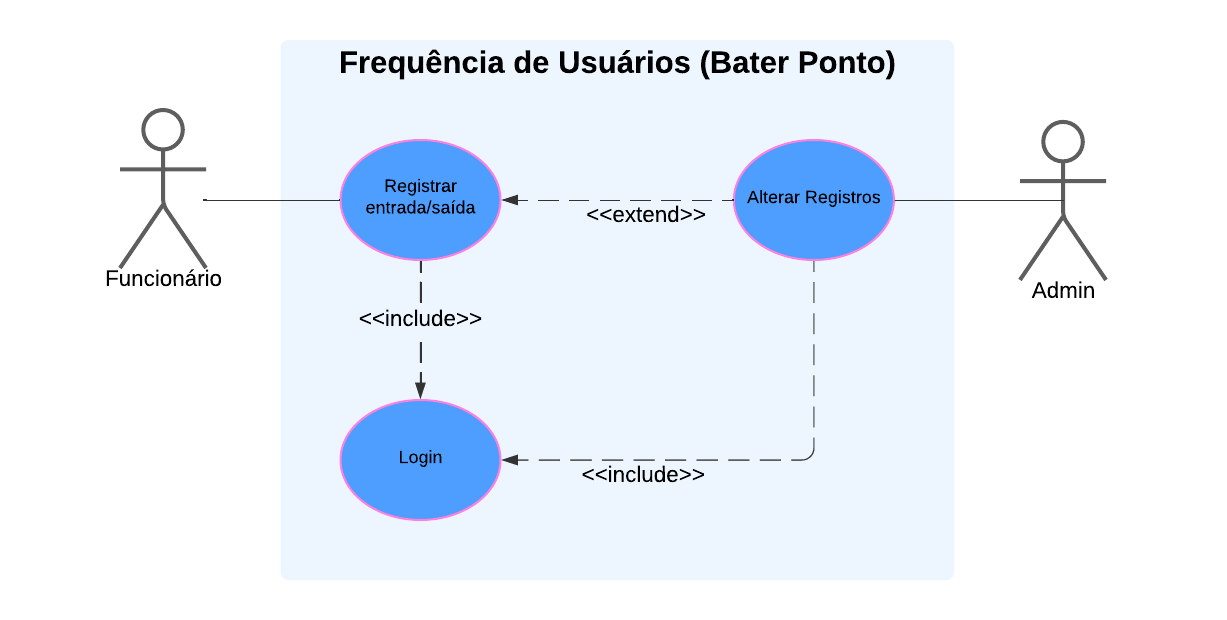 Frequência de Usuários (Bater Ponto)
Registrar
entrada/saída
Alterar Registros
<<extend>>
Funcionário
Admin
<<include>>
Login
<<include>>